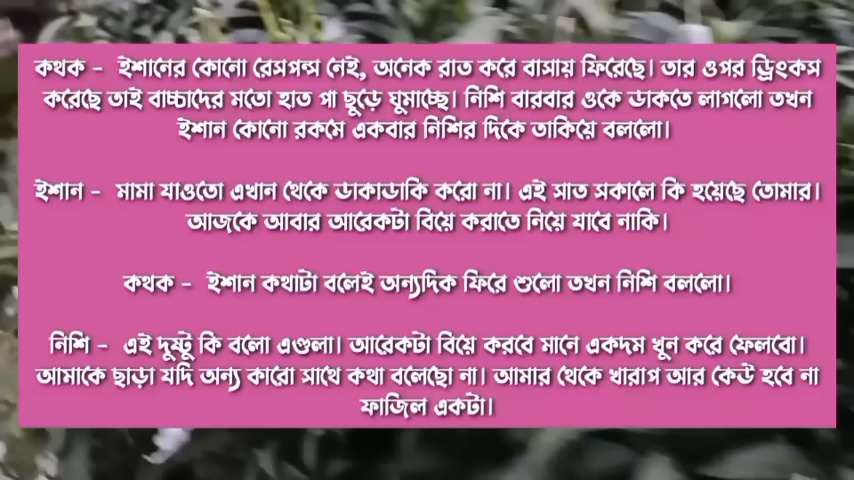 কথক - ইশানের কোনো রেসপন্স নেই, অনেক রাত করে বাসায় ফিরেছে। তার ওপর ড্রিংকস
করেছে তাই বাচ্চাদের মতো হাত পা ছুড়ে ঘুমাচ্ছে। নিশি বারবার ওকে ডাকতে লাগলো তখন
ইশান কোনো রকমে একবার নিশির দিকে তাকিয়ে বললো।
ইশান - মামা যাওতো এখান থেকে ডাকাডাকি করো না। এই সাত সকালে কি হয়েছে তোমার।
আজকে আবার আরেকটা বিয়ে করাতে নিয়ে যাবে নাকি।
কথক - ইশান কথাটা বলেই অন্যদিক ফিরে শুলো তখন নিশি বললো।
নিশি - এই দুষ্টু কি বলো এগুলা। আরেকটা বিয়ে করবে মানে একদম খুন করে ফেলবো।
আমাকে ছাড়া যদি অন্য কারো সাথে কথা বলেছো না। আমার থেকে খারাপ আর কেউ হবে না
ফাজিল একটা।